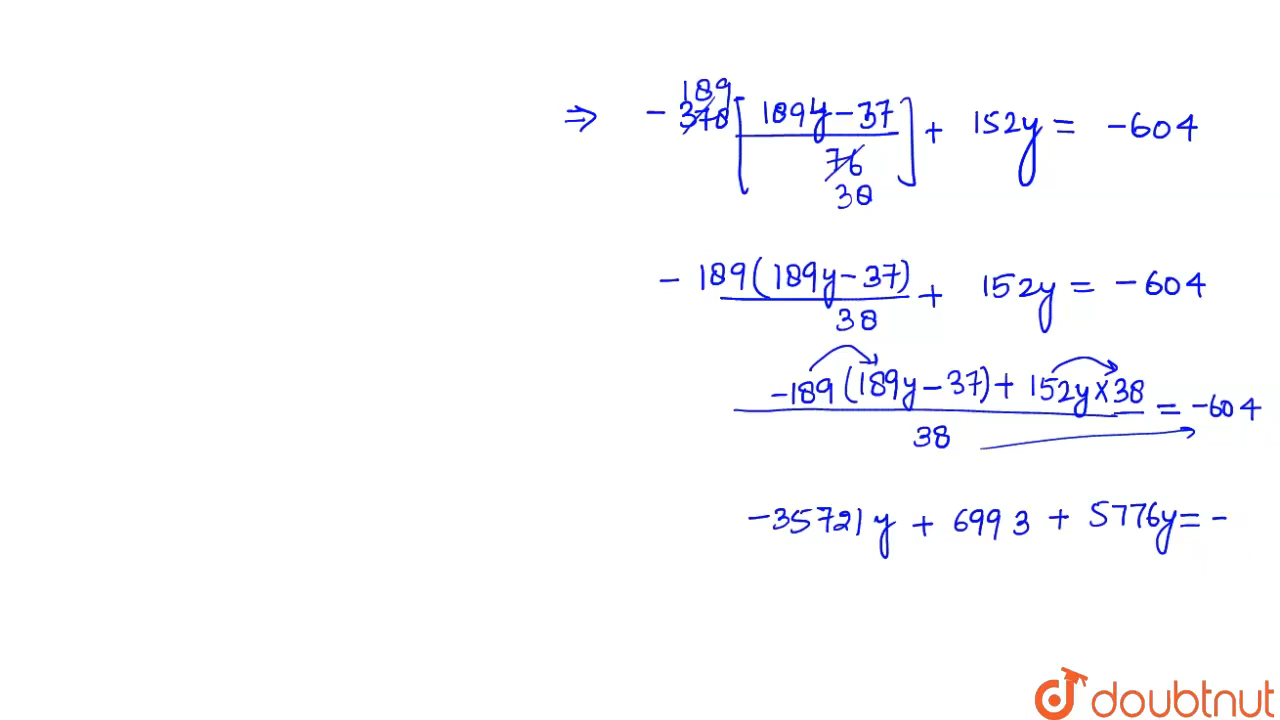 189
⇒ - 378 [ 189y - 37 / 76 ] + 152y = -604
38
- 189(189y - 37) / 38 + 152y = -604
-189(189y - 37) + 152y × 38 / 38 = -604
-35721y + 6993 + 5776y = -
doubtnut